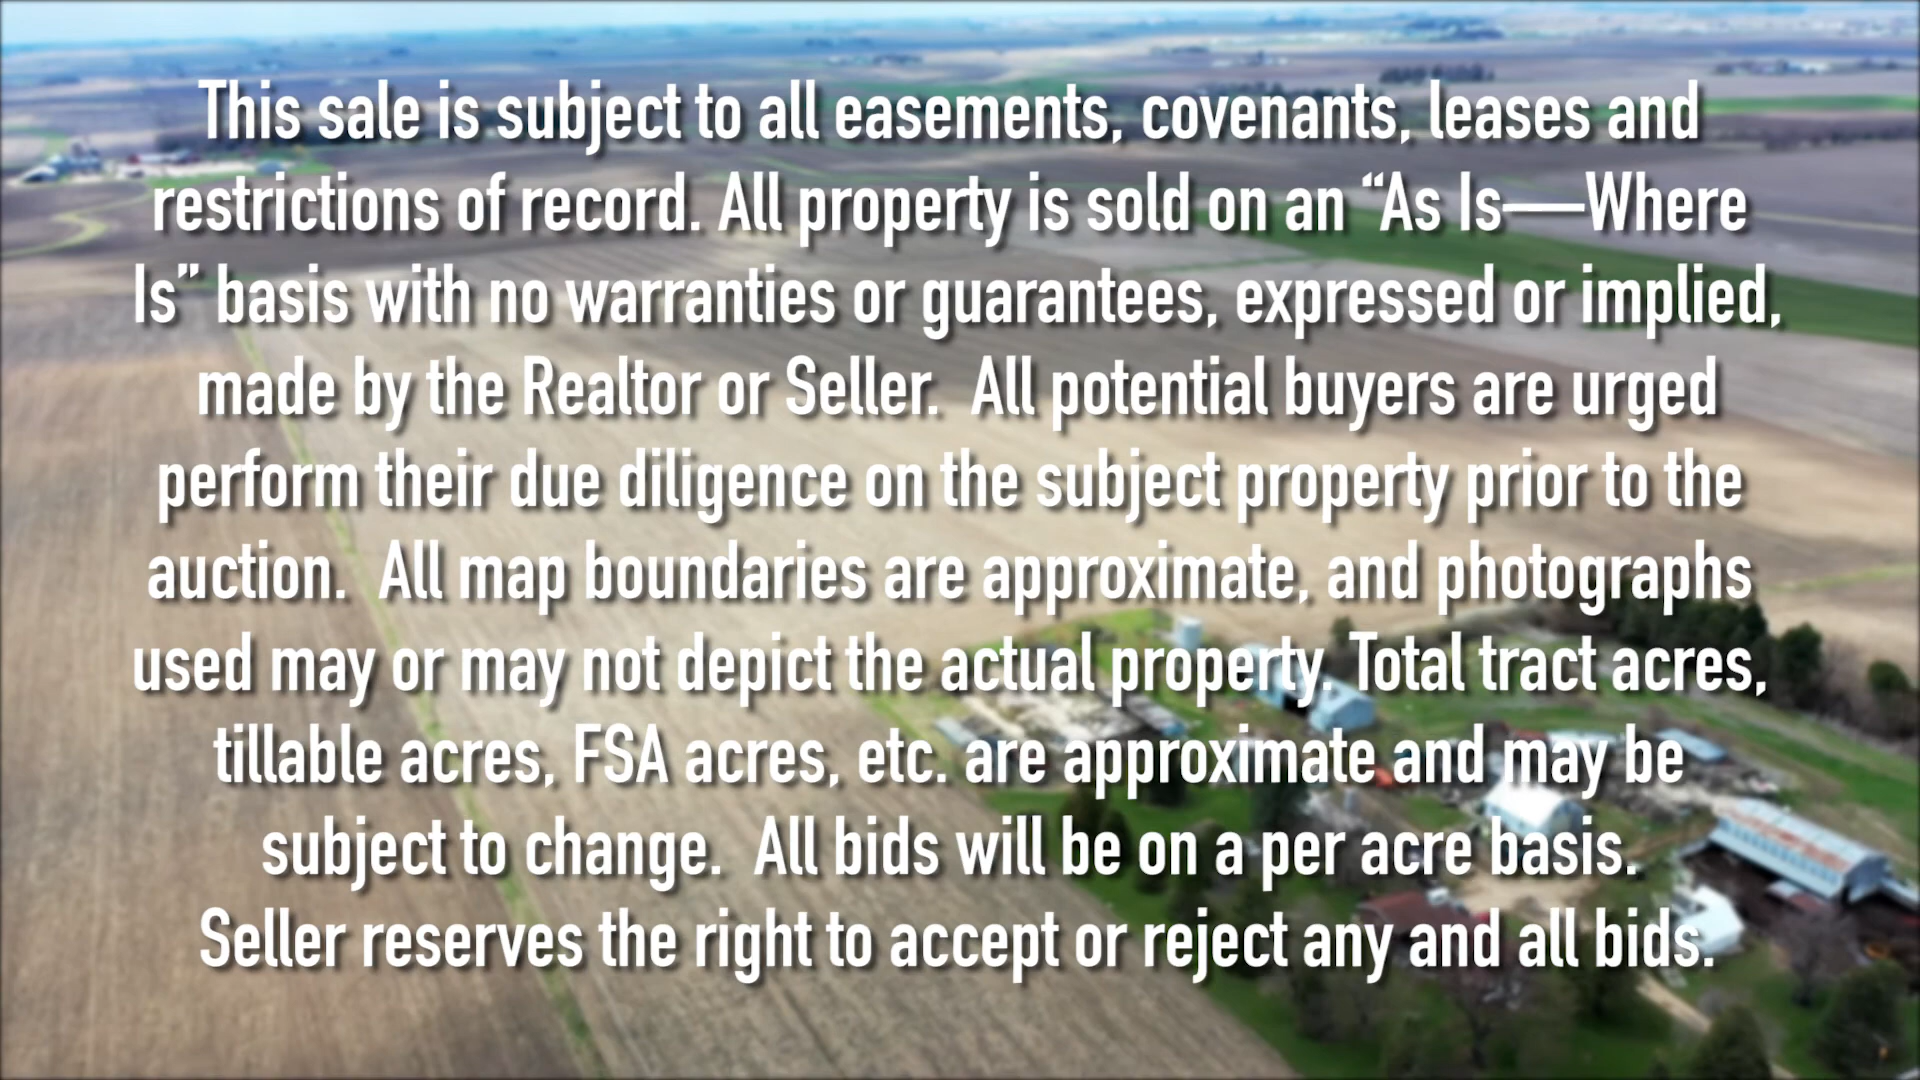 This sale is subject to all easements, covenants, leases and
restrictions of record. All property is sold on an “As Is—–Where
Is” basis with no warranties or guarantees, expressed or implied,
made by the Realtor or Seller.  All potential buyers are urged
perform their due diligence on the subject property prior to the
auction.  All map boundaries are approximate, and photographs
used may or may not depict the actual property. Total tract acres,
tillable acres, FSA acres, etc. are approximate and may be
subject to change.  All bids will be on a per acre basis.
Seller reserves the right to accept or reject any and all bids.